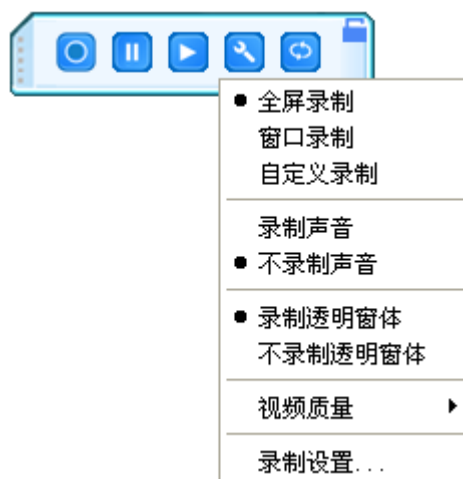 全屏录制
窗口录制
自定义录制
录制声音
不录制声音
录制透明窗体
不录制透明窗体
视频质量
录制设置...